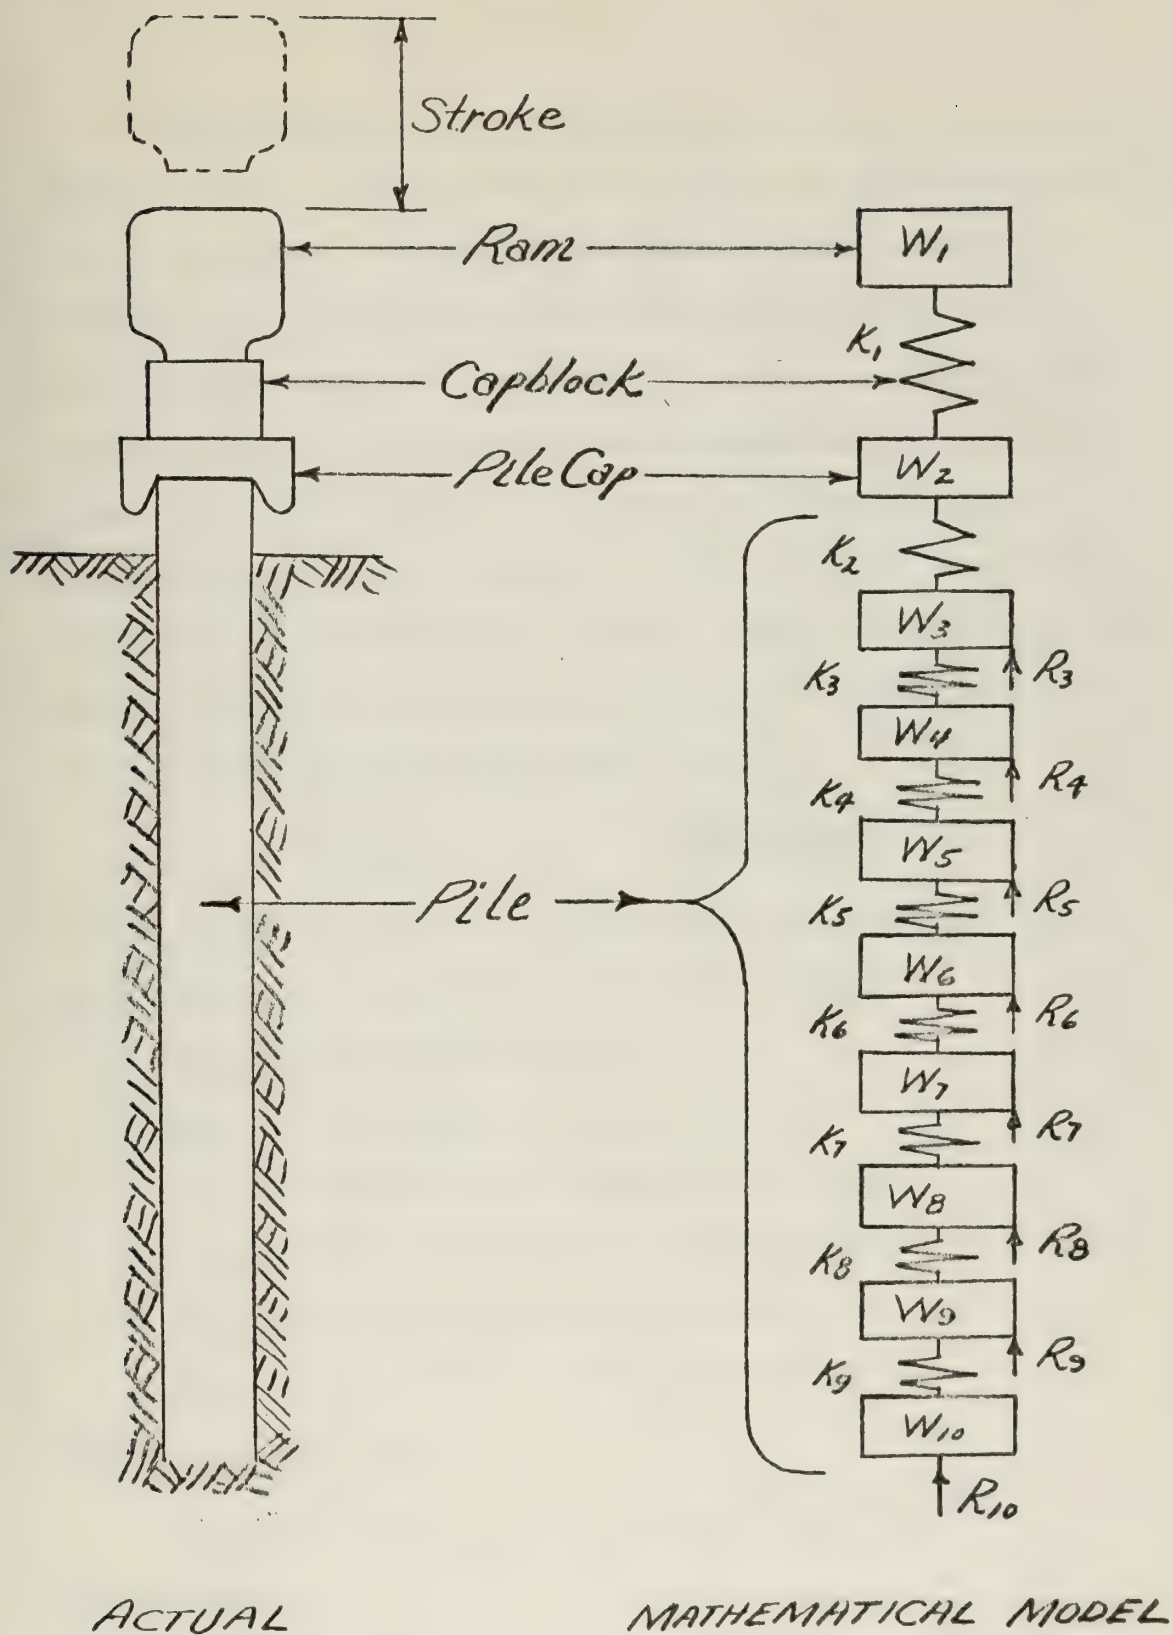 Stroke
Ram
W1
K1
Capblock
Pile Cap
W2
K2
W3
K3
R3
W4
K4
R4
W5
Pile
K5
R5
W6
K6
R6
W7
K7
R7
W8
K8
R8
W9
K9
R9
W10
R10
ACTUAL
MATHEMATICAL MODEL